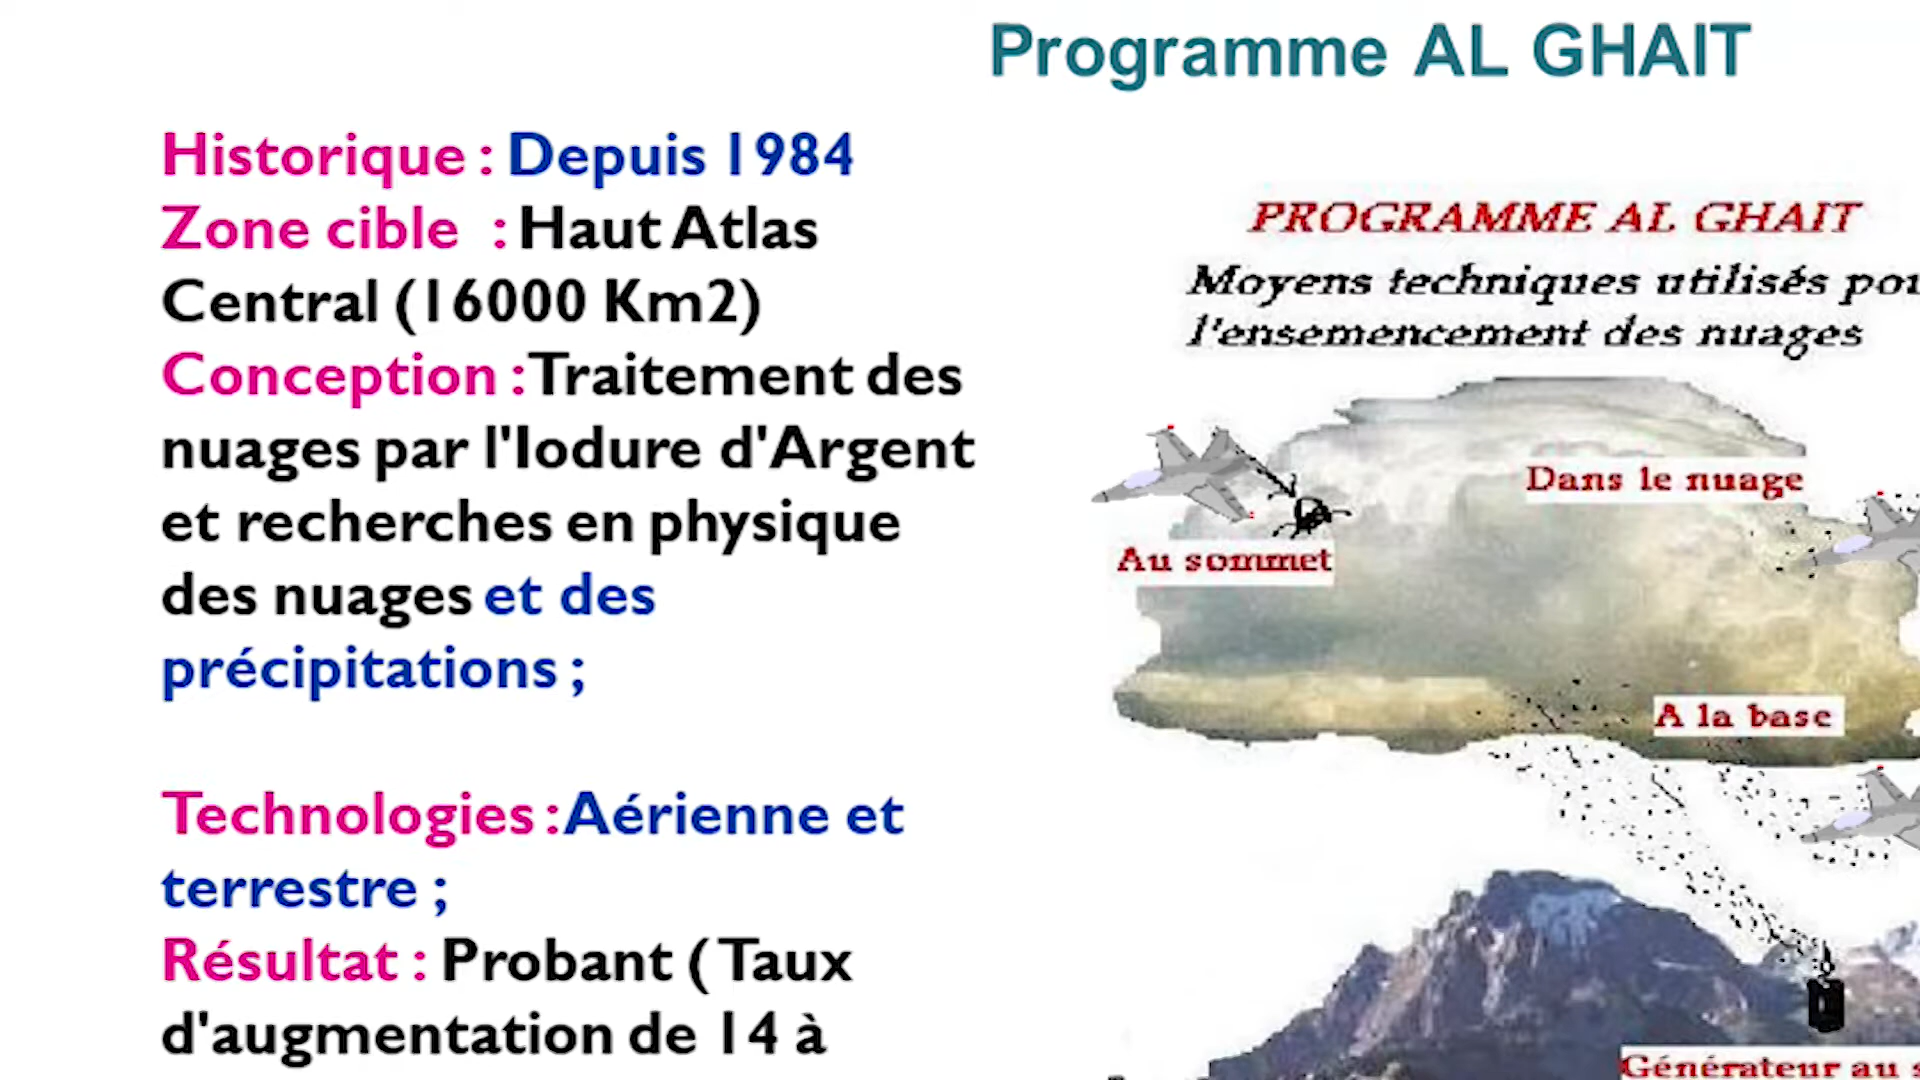 Programme AL GHAIT
Historique : Depuis 1984
Zone cible : Haut Atlas
Central (16000 Km2)
Conception : Traitement des
nuages par l'Iodure d'Argent
et recherches en physique
des nuages et des
précipitations ;
Technologies : Aérienne et
terrestre ;
Résultat : Probant ( Taux
d'augmentation de 14 à
PROGRAMME AL GHAIT
Moyens techniques utilisés
l'ensemencement des nuages
Dans le nuage
Au sommet
A la base
Générateur au